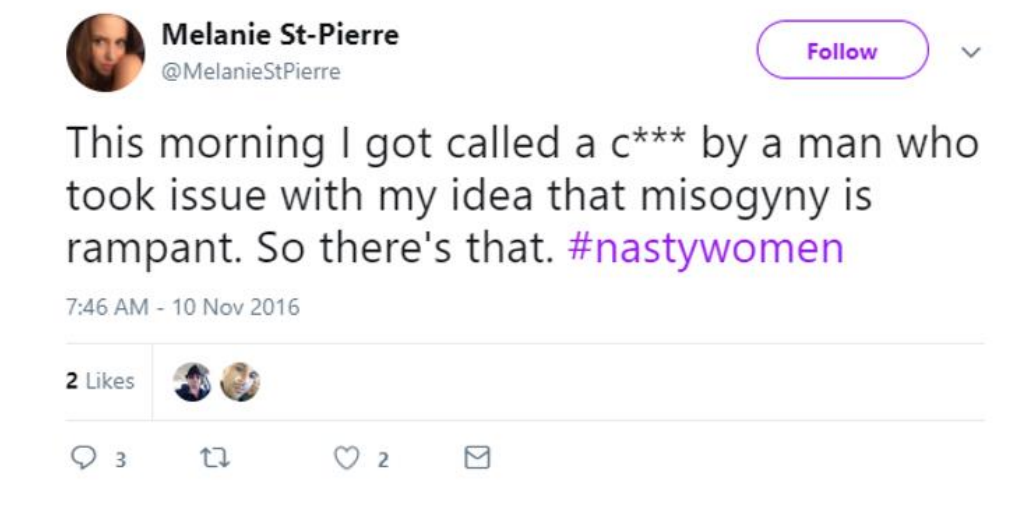 Melanie St-Pierre
@MelanieStPierre
Follow
This morning I got called a c*** by a man who
took issue with my idea that misogyny is
rampant. So there's that. #nastywomen
7:46 AM - 10 Nov 2016
2 Likes
3
2